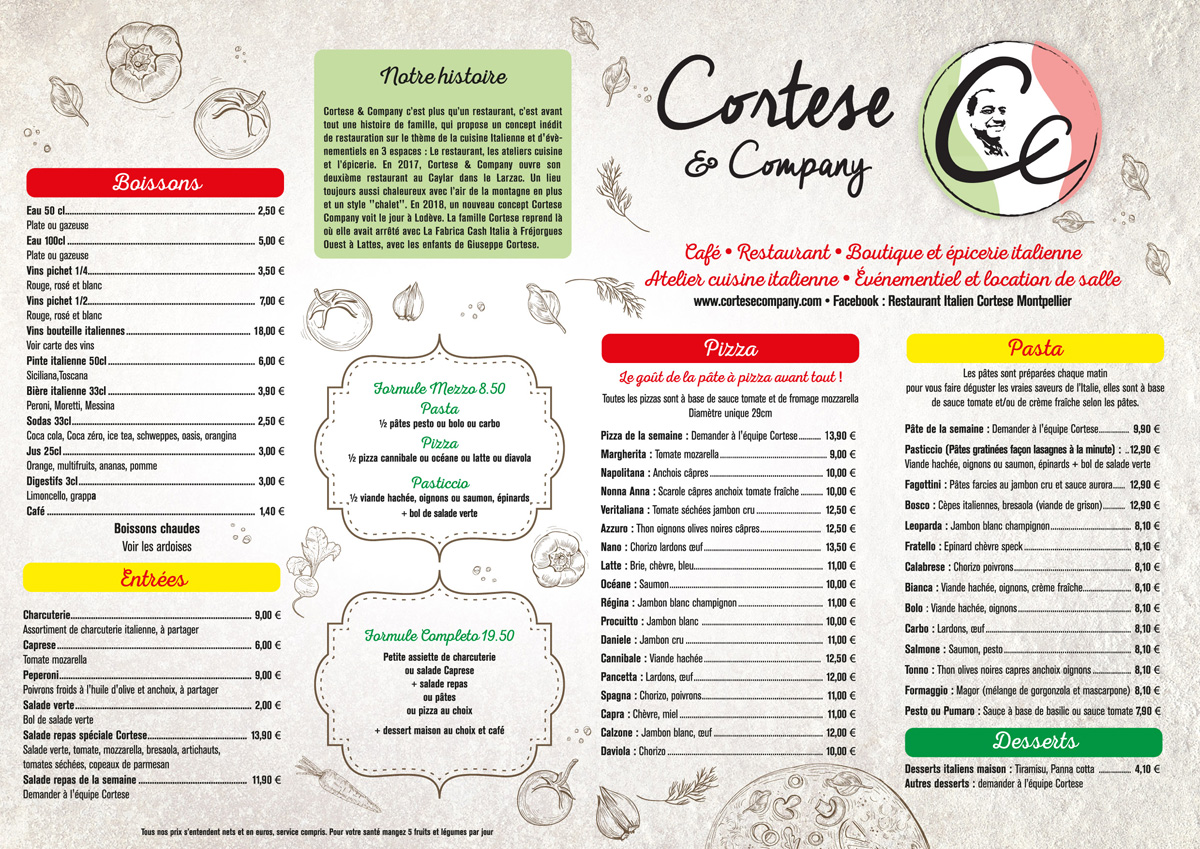 Boissons
Eau 50 cl 2,50 €
Plate ou gazeuse
Eau 100cl 5,00 €
Plate ou gazeuse
Vins pichet 1/4 3,50 €
Rouge, rosé et blanc
Vins pichet 1/2 7,00 €
Rouge, rosé et blanc
Vins bouteille italiennes 18,00 €
Voir carte des vins
Pinte italienne 50cl 6,00 €
Siciliana,Toscana
Bière italienne 33cl 3,90 €
Peroni, Moretti, Messina
Sodas 33cl 2,50 €
Coca cola, Coca zéro, ice tea, schweppes, oasis, orangina
Jus 25cl 3,00 €
Orange, multifruits, ananas, pomme
Digestifs 3cl 3,00 €
Limoncello, grappa
Café 1,40 €
Boissons chaudes
Voir les ardoises
Entrées
Charcuterie 9,00 €
Assortiment de charcuterie italienne, à partager
Caprese 6,00 €
Tomate mozarella
Peperoni 9,00 €
Poivrons froids à l'huile d'olive et anchoix, à partager
Salade verte 2,00 €
Bol de salade verte
Salade repas spéciale Cortese 13,90 €
Salade verte, tomate, mozzarella, bresaola, artichauts,
tomates séchées, copeaux de parmesan
Salade repas de la semaine 11,90 €
Demander à l'équipe Cortese
Tous nos prix s'entendent nets et en euros, service compris. Pour votre santé mangez 5 fruits et légumes par jour
Notre histoire
Cortese & Company c'est plus qu'un restaurant, c'est avant
tout une histoire de famille, qui propose un concept inédit
de restauration sur le thème de la cuisine Italienne et d'évè-
nementiels en 3 espaces : Le restaurant, les ateliers cuisine
et l'épicerie. En 2017, Cortese & Company ouvre son
deuxième restaurant au Caylar dans le Larzac. Un lieu
toujours aussi chaleureux avec l'air de la montagne en plus
et un style "chalet". En 2018, un nouveau concept Cortese
Company voit le jour à Lodève. La famille Cortese reprend là
où elle avait arrêté avec La Fabrica Cash Italia à Fréjorgues
Ouest à Lattes, avec les enfants de Giuseppe Cortese.
Formule Mezzo 8.50
Pasta
½ pâtes pesto ou bolo ou carbo
Pizza
½ pizza cannibale ou océane ou latte ou diavola
Pasticcio
½ viande hachée, oignons ou saumon, épinards
+ bol de salade verte
Formule Completo 19.50
Petite assiette de charcuterie
ou salade Caprese
+ salade repas
ou pâtes
ou pizza au choix
+ dessert maison au choix et café
Cortese
& Company
Cc
Café • Restaurant • Boutique et épicerie italienne
Atelier cuisine italienne • Événementiel et location de salle
www.cortesecompany.com • Facebook : Restaurant Italien Cortese Montpellier
Pizza
Le goût de la pâte à pizza avant tout !
Toutes les pizzas sont à base de sauce tomate et de fromage mozzarella
Diamètre unique 29cm
Pizza de la semaine : Demander à l'équipe Cortese 13,90 €
Margherita : Tomate mozarella 9,00 €
Napolitana : Anchois câpres 10,00 €
Nonna Anna : Scarole câpres anchoix tomate fraîche 10,00 €
Veritaliana : Tomate séchées jambon cru 12,50 €
Azzuro : Thon oignons olives noires câpres 12,50 €
Nano : Chorizo lardons œuf 13,50 €
Latte : Brie, chèvre, bleu 11,00 €
Océane : Saumon 10,00 €
Régina : Jambon blanc champignon 11,00 €
Procuitto : Jambon blanc 10,00 €
Daniele : Jambon cru 11,00 €
Cannibale : Viande hachée 12,50 €
Pancetta : Lardons, œuf 12,00 €
Spagna : Chorizo, poivrons 11,00 €
Capra : Chèvre, miel 11,00 €
Calzone : Jambon blanc, œuf 12,00 €
Daviola : Chorizo 10,00 €
Pasta
Les pâtes sont préparées chaque matin
pour vous faire déguster les vraies saveurs de l'Italie, elles sont à base
de sauce tomate et/ou de crème fraîche selon les pâtes.
Pâte de la semaine : Demander à l'équipe Cortese 9,90 €
Pasticcio (Pâtes gratinées façon lasagnes à la minute) : 12,90 €
Viande hachée, oignons ou saumon, épinards + bol de salade verte
Fagottini : Pâtes farcies au jambon cru et sauce aurora 12,90 €
Bosco : Cèpes italiennes, bresaola (viande de grison) 12,90 €
Leoparda : Jambon blanc champignon 8,10 €
Fratello : Epinard chèvre speck 8,10 €
Calabrese : Chorizo poivrons 8,10 €
Bianca : Viande hachée, oignons, crème fraîche 8,10 €
Bolo : Viande hachée, oignons 8,10 €
Carbo : Lardons, œuf 8,10 €
Salmone : Saumon, pesto 8,10 €
Tonno : Thon olives noires capres anchoix oignons 8,10 €
Formaggio : Magor (mélange de gorgonzola et mascarpone) 8,10 €
Pesto ou Pumaro : Sauce à base de basilic ou sauce tomate 7,90 €
Desserts
Desserts italiens maison : Tiramisu, Panna cotta 4,10 €
Autres desserts : demander à l'équipe Cortese